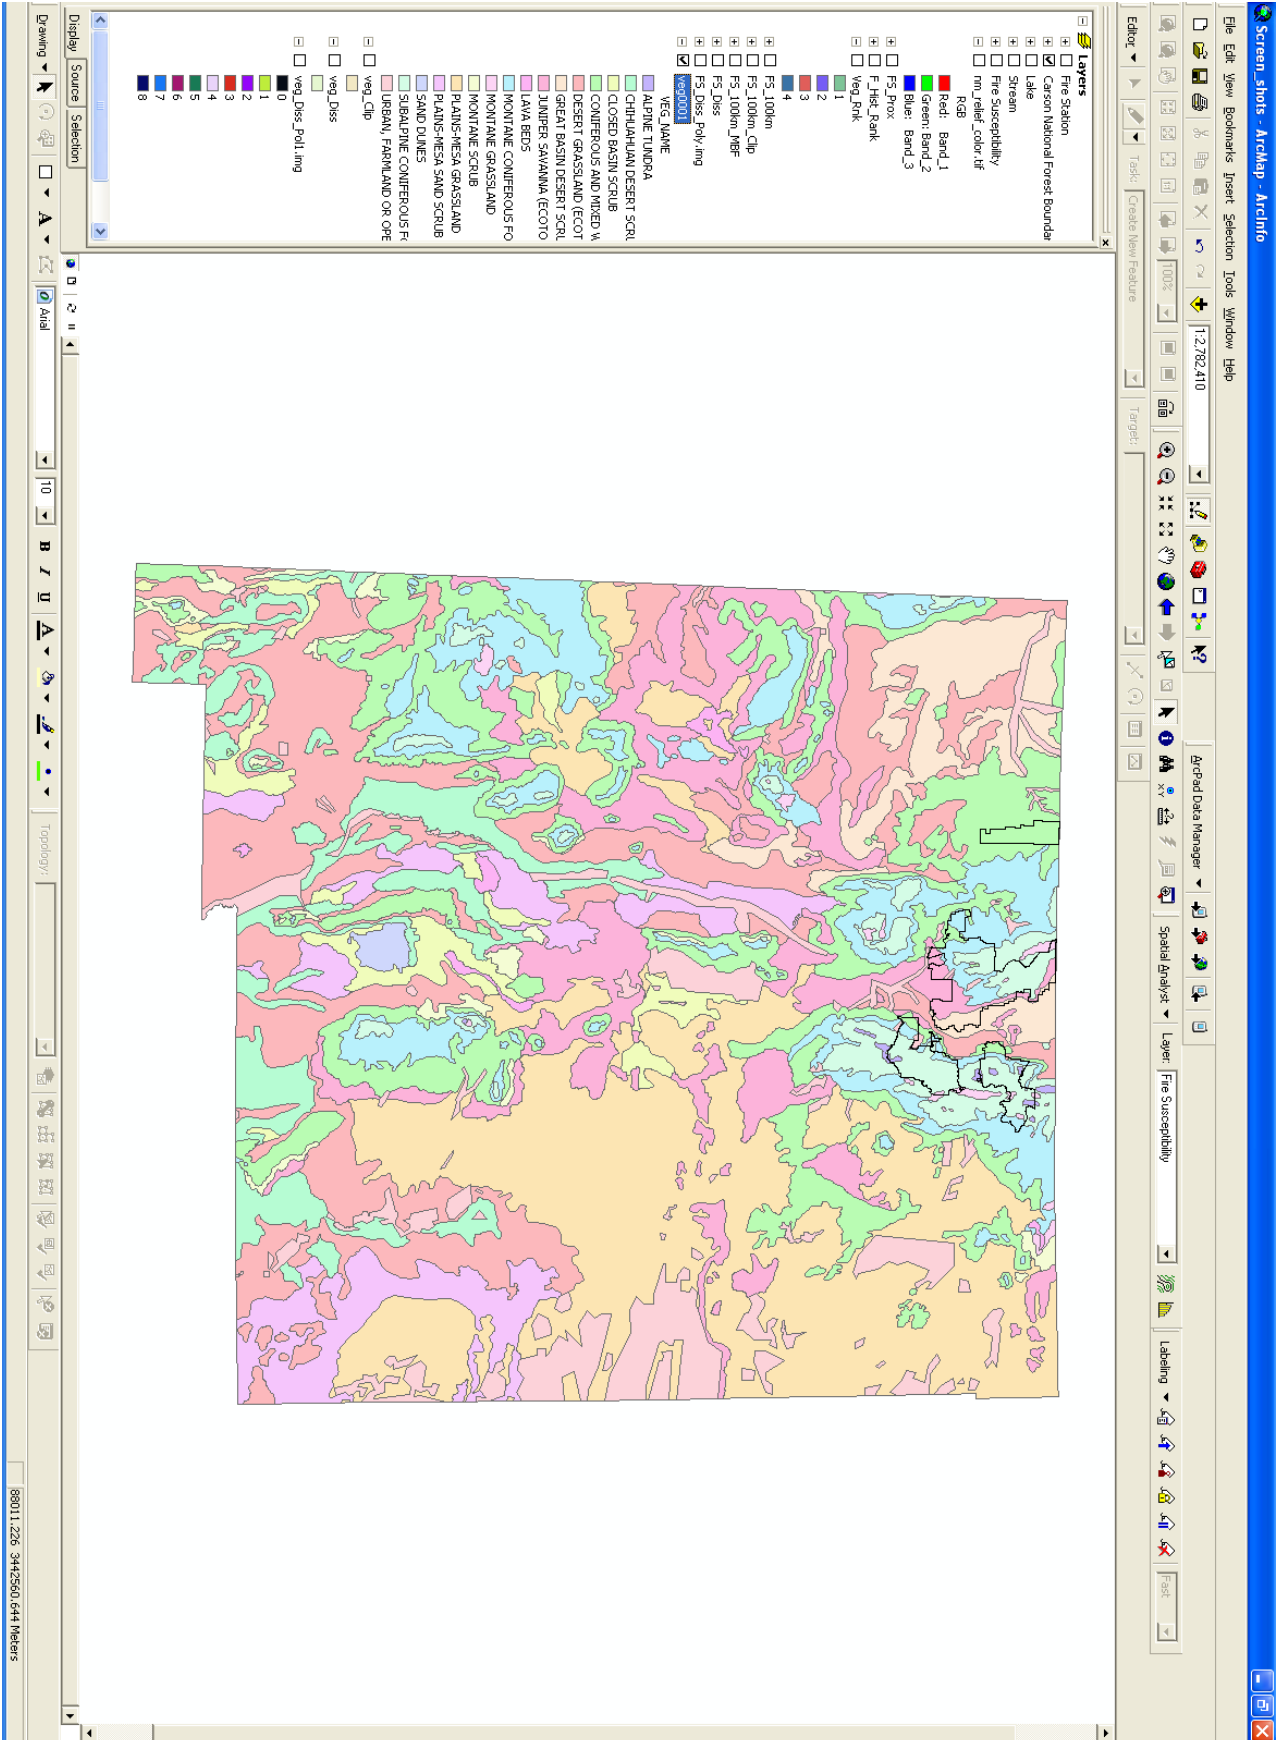 Screen_shots - ArcMap - ArcInfo
File Edit View Bookmarks Insert Selection Tools Window Help
1:2,782,410
ArcPad Data Manager
100%
Spatial Analyst Layer: Fire Susceptibility
Labeling
Fast
Editor Task: Create New Feature Target:
Layers
Fire Station
Carson National Forest Boundar
Lake
Stream
Fire Susceptibility
nm_relief_color.tif
RGB
Red: Band_1
Green: Band_2
Blue: Band_3
FS_Prox
F_Hist_Rank
Veg_Rnk
1
2
3
4
FS_100km
FS_100km_Clip
FS_100km_MBF
FS_Diss
FS_Diss_Poly.img
veg0001
VEG_NAME
ALPINE TUNDRA
CHIHUAHUAN DESERT SCRU
CLOSED BASIN SCRUB
CONIFEROUS AND MIXED W
DESERT GRASSLAND (ECOT
GREAT BASIN DESERT SCRU
JUNIPER SAVANNA (ECOTO
LAVA BEDS
MONTANE CONIFEROUS FO
MONTANE GRASSLAND
MONTANE SCRUB
PLAINS-MESA GRASSLAND
PLAINS-MESA SAND SCRUB
SAND DUNES
SUBALPINE CONIFEROUS F
URBAN, FARMLAND OR OPE
veg_Clip
veg_Diss
veg_Diss_Pol1.img
0
1
2
3
4
5
6
7
8
Display Source Selection
Drawing
A
Arial
10
B I U A
Topology:
88011.226 3442560.644 Meters